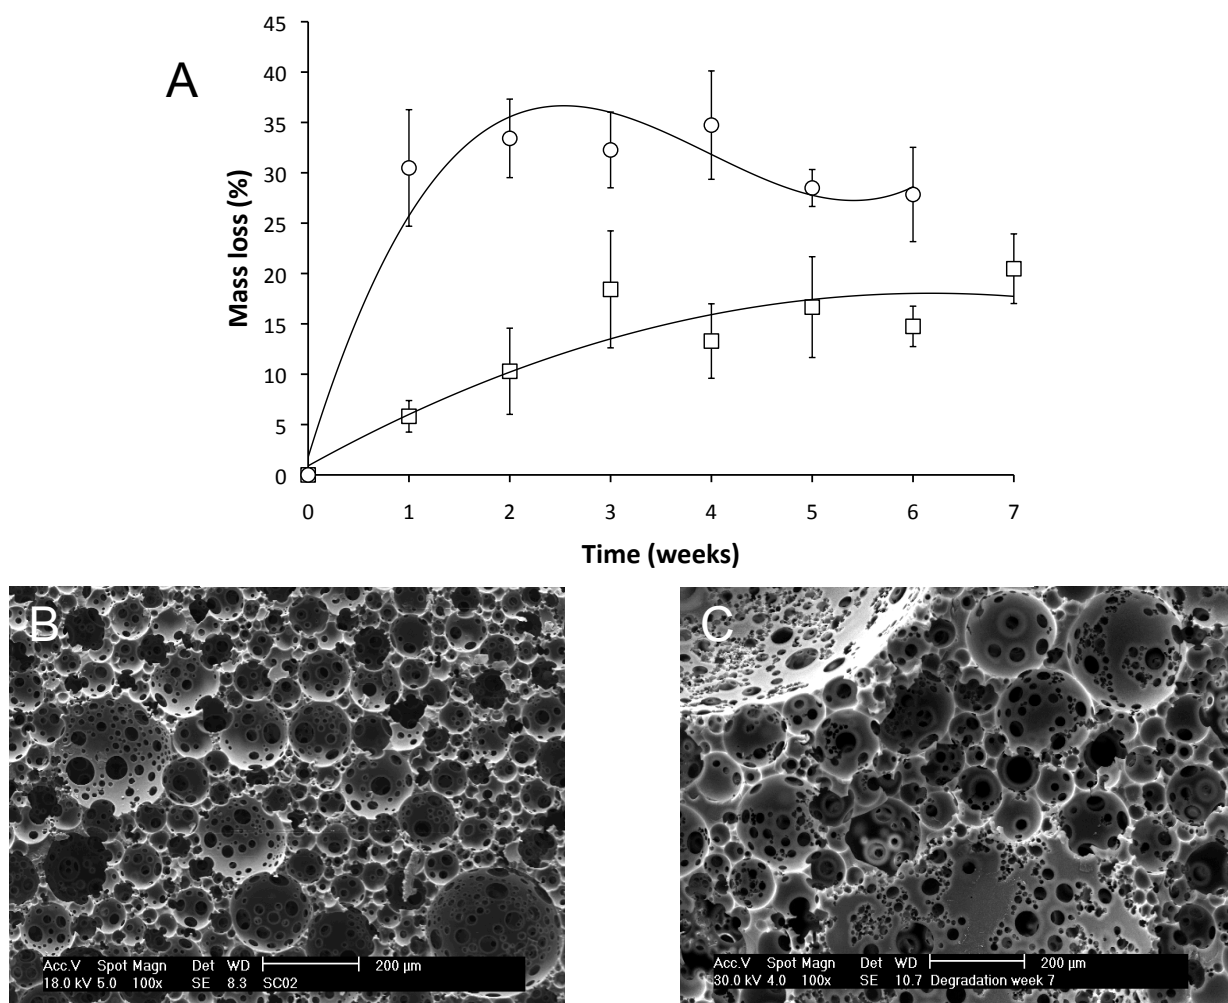 A
45
40
35
30
25
20
15
10
5
0
Mass loss (%)
0 1 2 3 4 5 6 7
Time (weeks)
B
Acc.V Spot Magn Det WD 200 µm
18.0 kV 5.0 100x SE 8.3 SC02
C
Acc.V Spot Magn Det WD 200 µm
30.0 kV 4.0 100x SE 10.7 Degradation week 7